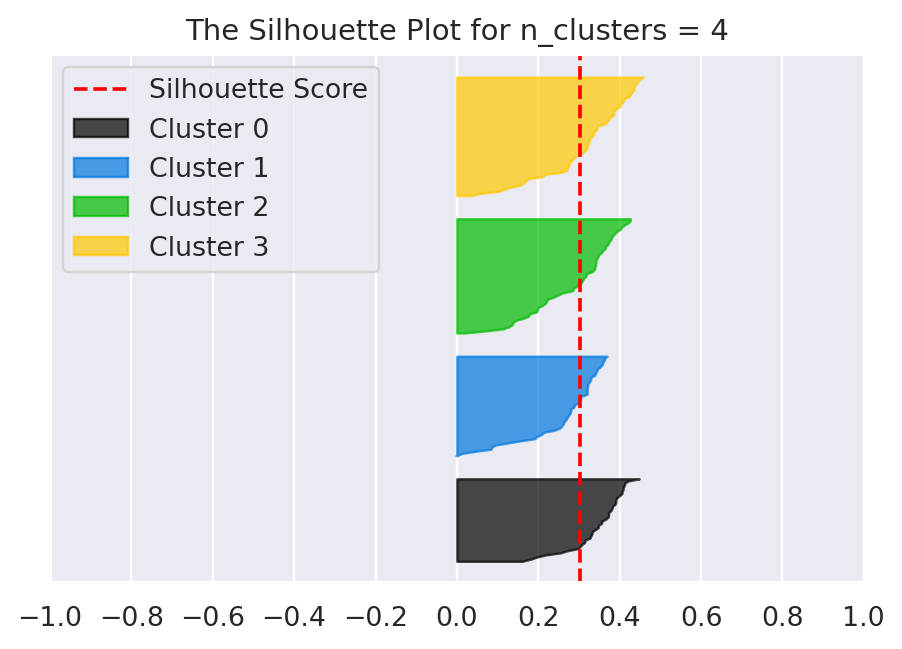 The Silhouette Plot for n_clusters = 4
Silhouette Score
Cluster 0
Cluster 1
Cluster 2
Cluster 3
−1.0 −0.8 −0.6 −0.4 −0.2 0.0 0.2 0.4 0.6 0.8 1.0